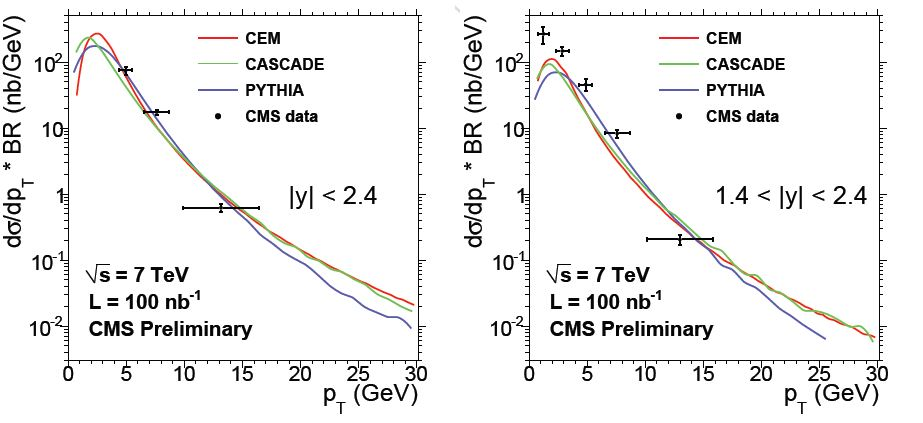 dσ/dp_T * BR (nb/GeV)
10²
10
1
10⁻¹
10⁻²
CEM
CASCADE
PYTHIA
CMS data
|y| < 2.4
√s = 7 TeV
L = 100 nb⁻¹
CMS Preliminary
0 5 10 15 20 25 30
p_T (GeV)
dσ/dp_T * BR (nb/GeV)
10²
10
1
10⁻¹
10⁻²
CEM
CASCADE
PYTHIA
CMS data
1.4 < |y| < 2.4
√s = 7 TeV
L = 100 nb⁻¹
CMS Preliminary
0 5 10 15 20 25 30
p_T (GeV)